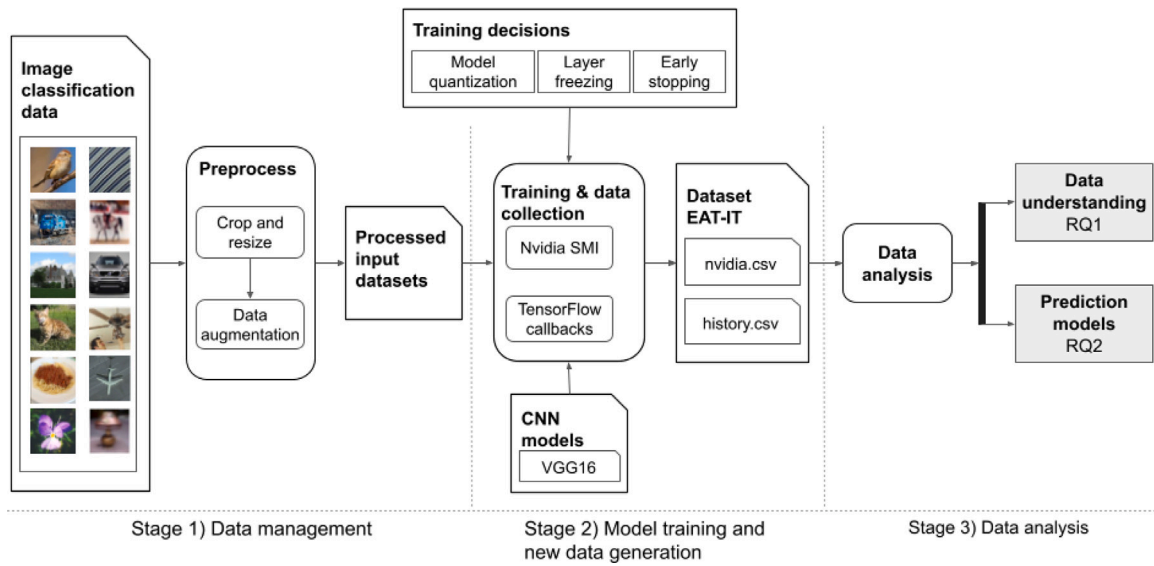 Image
classification
data
Preprocess
Crop and
resize
Data
augmentation
Processed
input
datasets
Training decisions
Model
quantization
Layer
freezing
Early
stopping
Training & data
collection
Nvidia SMI
TensorFlow
callbacks
CNN
models
VGG16
Dataset
EAT-IT
nvidia.csv
history.csv
Data
analysis
Data
understanding
RQ1
Prediction
models
RQ2
Stage 1) Data management
Stage 2) Model training and
new data generation
Stage 3) Data analysis